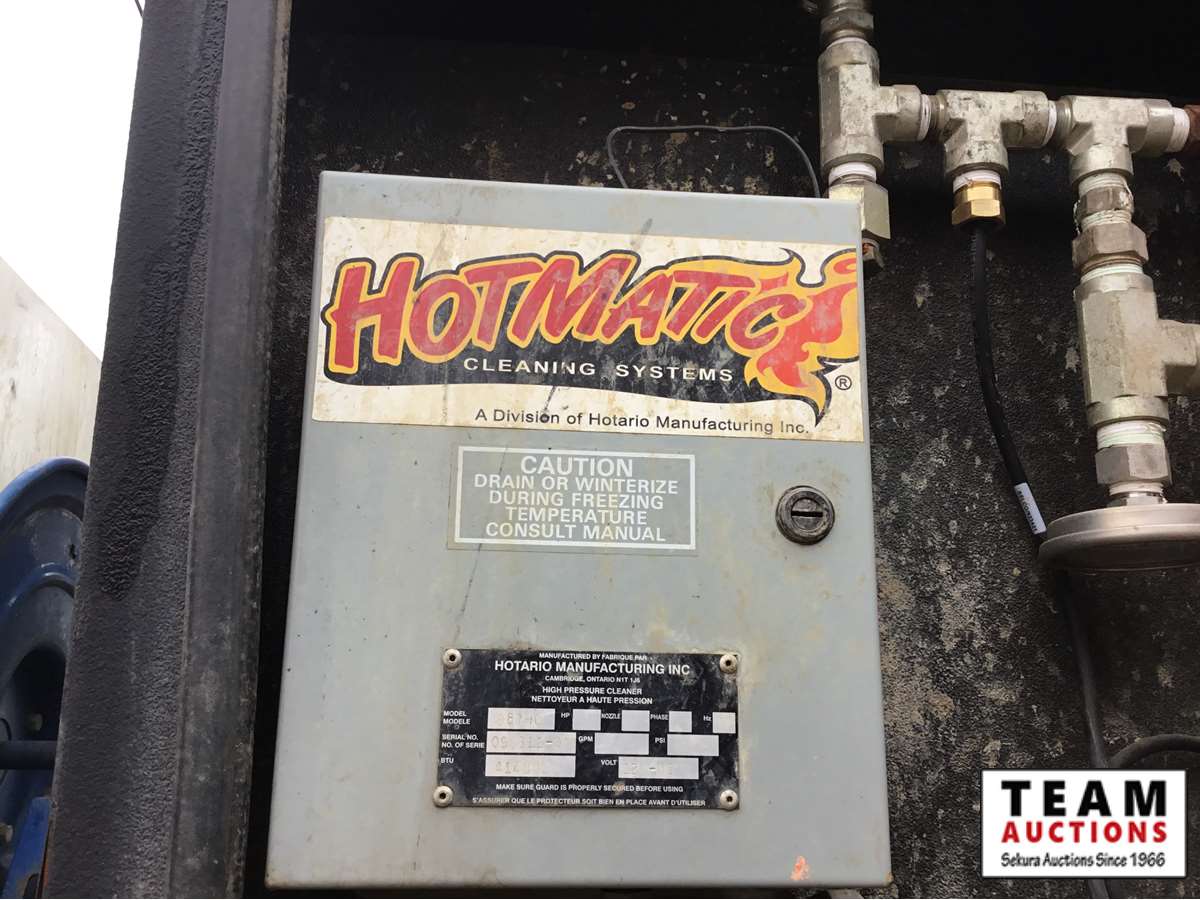 HOTMATIC
CLEANING SYSTEMS ®
A Division of Hotario Manufacturing Inc.
CAUTION
DRAIN OR WINTERIZE
DURING FREEZING
TEMPERATURE
CONSULT MANUAL
MANUFACTURED BY FABRIQUE PAR
HOTARIO MANUFACTURING INC
CAMBRIDGE, ONTARIO N1T 1J6
HIGH PRESSURE CLEANER
NETTOYEUR A HAUTE PRESSION
MODEL
MODELE HP NOZZLE PHASE Hz
SERIAL NO.
NO. OF SERIE GPM PSI
BTU VOLT
MAKE SURE GUARD IS PROPERLY SECURED BEFORE USING
S'ASSURER QUE LE PROTECTEUR SOIT BIEN EN PLACE AVANT D'UTILISER
TEAM
AUCTIONS
Sekura Auctions Since 1966